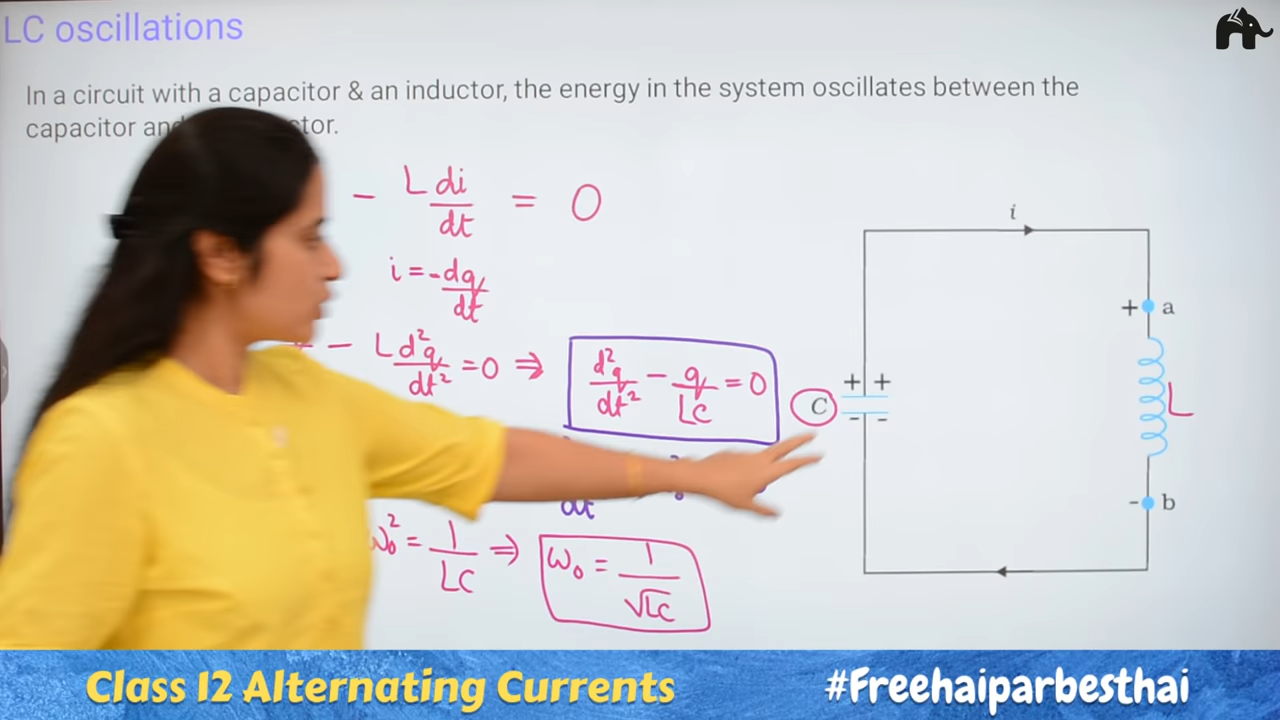 LC oscillations
In a circuit with a capacitor & an inductor, the energy in the system oscillates between the
capacitor
- L di/dt = 0
i = -dq/dt
- L d²q/dt² = 0 ⇒ d²q/dt² - q/LC = 0
dt
ω₀² = 1/LC ⇒ ω₀ = 1/√LC
i
+ a
+ +
C
- -
L
- b
Class 12 Alternating Currents
#Freehaiparbesthai